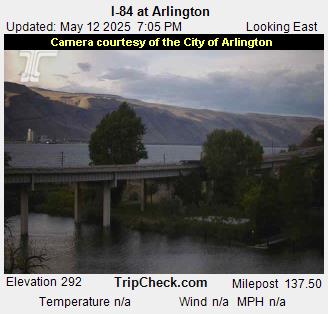 I-84 at Arlington
Updated: May 12 2025 7:05 PM Looking East
Camera courtesy of the City of Arlington
Elevation 292 TripCheck.com Milepost 137.50
Temperature n/a Wind n/a MPH n/a